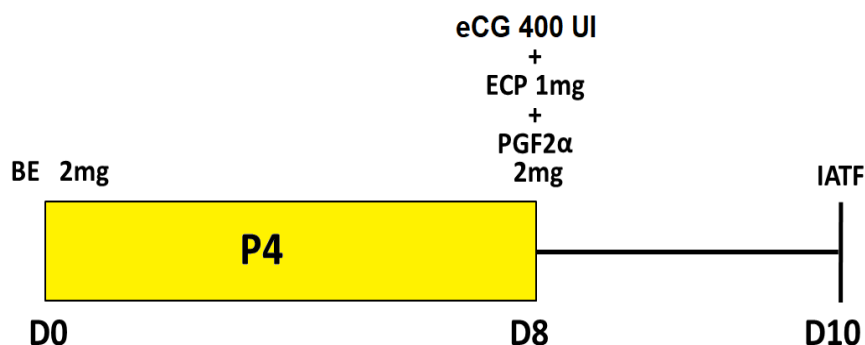 eCG 400 UI
+
ECP 1mg
+
PGF2α
BE 2mg
2mg
IATF
P4
D0
D8
D10